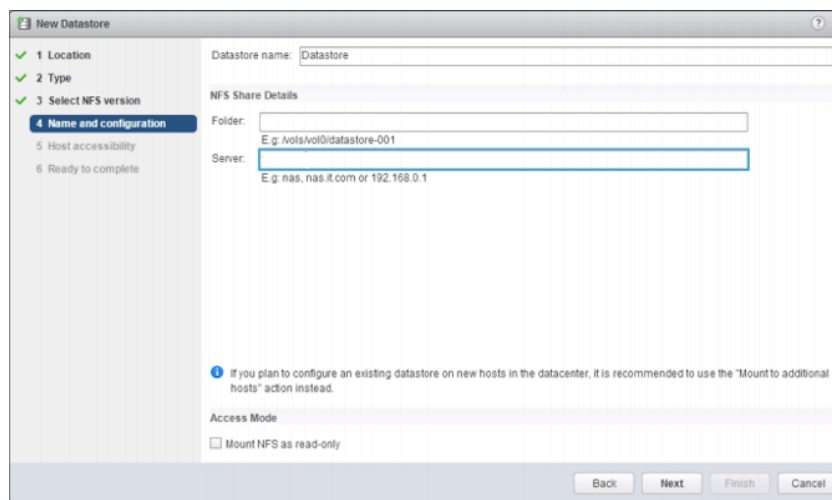 New Datastore
?
1 Location
2 Type
3 Select NFS version
4 Name and configuration
5 Host accessibility
6 Ready to complete
Datastore name: Datastore
NFS Share Details
Folder:
E.g: /vols/vol0/datastore-001
Server:
E.g: nas, nas.it.com or 192.168.0.1
If you plan to configure an existing datastore on new hosts in the datacenter, it is recommended to use the "Mount to additional
hosts" action instead.
Access Mode
Mount NFS as read-only
Back Next Finish Cancel